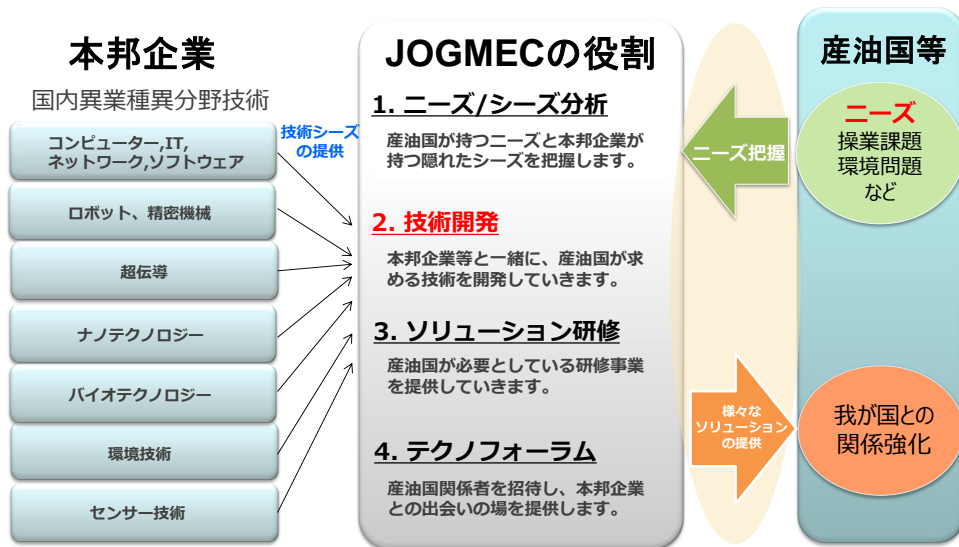 本邦企業
国内異業種異分野技術
コンピューター,IT,
ネットワーク,ソフトウェア
ロボット、精密機械
超伝導
ナノテクノロジー
バイオテクノロジー
環境技術
センサー技術
技術シーズ
の提供
JOGMECの役割
1. ニーズ/シーズ分析
産油国が持つニーズと本邦企業が
持つ隠れたシーズを把握します。
2. 技術開発
本邦企業等と一緒に、産油国が求
める技術を開発していきます。
3. ソリューション研修
産油国が必要としている研修事業
を提供していきます。
4. テクノフォーラム
産油国関係者を招待し、本邦企業
との出会いの場を提供します。
ニーズ把握
様々な
ソリューション
の提供
産油国等
ニーズ
操業課題
環境問題
など
我が国との
関係強化